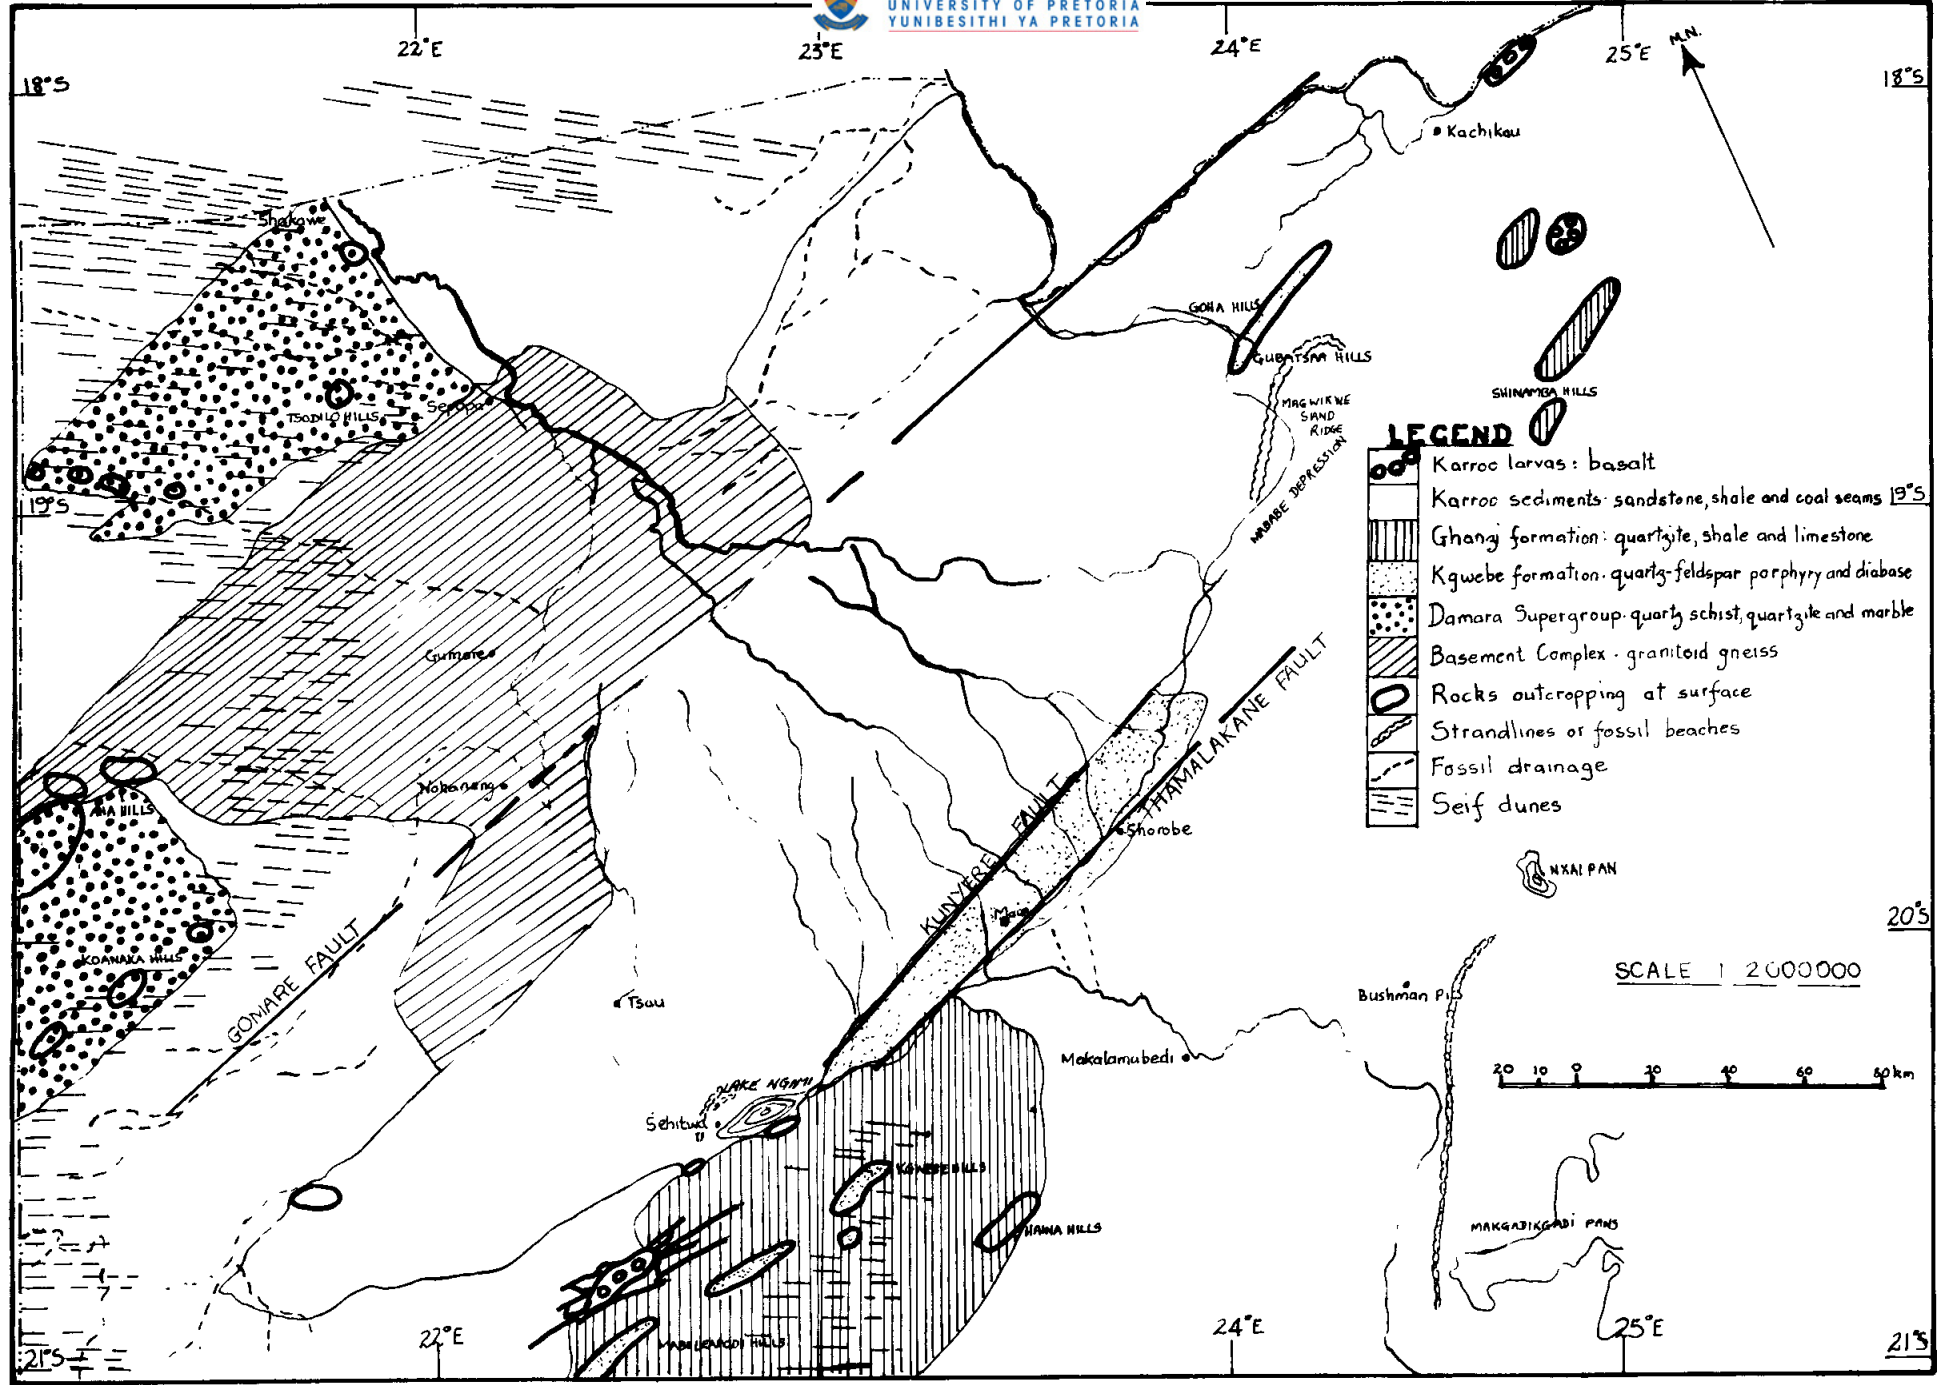 UNIVERSITY OF PRETORIA
YUNIBESITHI YA PRETORIA
22°E
23°E
24°E
25°E
M.N.
18°S
18°S
Kachikau
Shakawe
GOHA HILLS
GUBATSAA HILLS
SHINAMBA HILLS
MAGWIKWE
SAND
RIDGE
MABABE DEPRESSION
TSODILO HILLS
Sepopa
19°S
LEGEND
Karroo larvas: basalt
Karroo sediments. sandstone, shale and coal seams
19°S
Ghanzi formation: quartzite, shale and limestone
Kgwebe formation. quartz-feldspar porphyry and diabase
Damara Supergroup. quartz schist, quartzite and marble
Basement Complex. granitoid gneiss
Rocks outcropping at surface
Strandlines or fossil beaches
Fossil drainage
Seif dunes
Gumare
Nokaneng
AHA HILLS
KUNYERE FAULT
THAMALAKANE FAULT
Shorobe
Maun
NXAI PAN
20°S
KOANAKA HILLS
GOMARE FAULT
Tsau
Bushman Pits
SCALE 1 2000000
Makalamubedi
20 10 0 20 40 60 80 km
LAKE NGAMI
Sehitwa
KGWEBE HILLS
HAINA HILLS
MAKGADIKGADI PANS
22°E
24°E
25°E
21°S
21°S